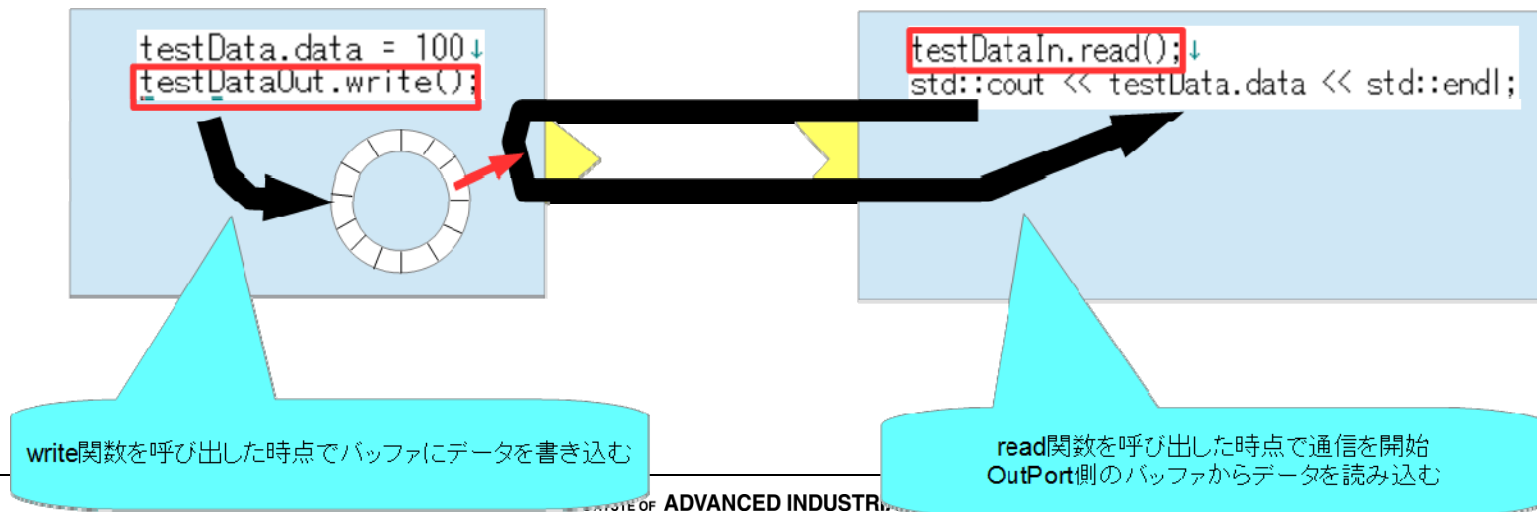 testData.data = 100↓
testDataOut.write();
testDataIn.read();↓
std::cout << testData.data << std::endl;
write関数を呼び出した時点でバッファにデータを書き込む
read関数を呼び出した時点で通信を開始
OutPort側のバッファからデータを読み込む
OF ADVANCED